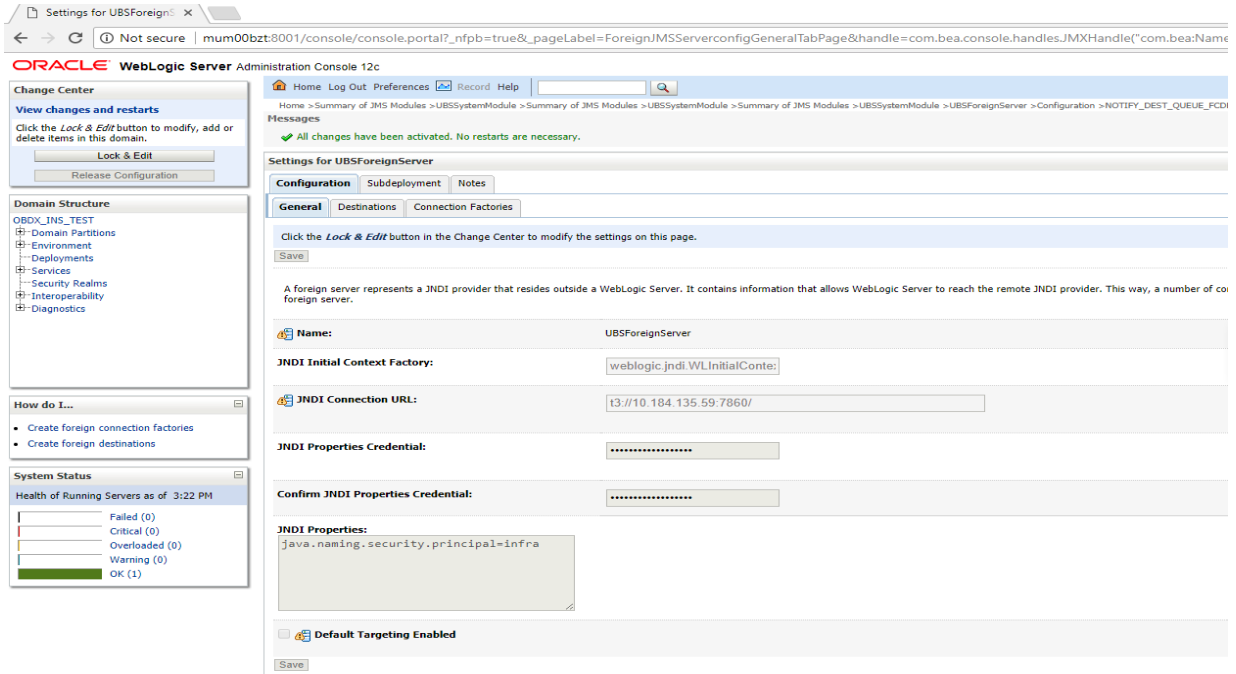 Settings for UBSForeignS
Not secure | mum00bzt:8001/console/console.portal?_nfpb=true&_pageLabel=ForeignJMSServerconfigGeneralTabPage&handle=com.bea.console.handles.JMXHandle("com.bea:Name
ORACLE WebLogic Server Administration Console 12c
Change Center
View changes and restarts
Click the Lock & Edit button to modify, add or
delete items in this domain.
Lock & Edit
Release Configuration
Domain Structure
OBDX_INS_TEST
Domain Partitions
Environment
Deployments
Services
Security Realms
Interoperability
Diagnostics
How do I...
Create foreign connection factories
Create foreign destinations
System Status
Health of Running Servers as of 3:22 PM
Failed (0)
Critical (0)
Overloaded (0)
Warning (0)
OK (1)
Home Log Out Preferences Record Help
Home >Summary of JMS Modules >UBSSystemModule >Summary of JMS Modules >UBSSystemModule >Summary of JMS Modules >UBSSystemModule >UBSForeignServer >Configuration >NOTIFY_DEST_QUEUE_FCD
Messages
All changes have been activated. No restarts are necessary.
Settings for UBSForeignServer
Configuration Subdeployment Notes
General Destinations Connection Factories
Click the Lock & Edit button in the Change Center to modify the settings on this page.
Save
A foreign server represents a JNDI provider that resides outside a WebLogic Server. It contains information that allows WebLogic Server to reach the remote JNDI provider. This way, a number of co
foreign server.
Name: UBSForeignServer
JNDI Initial Context Factory: weblogic.jndi.WLInitialConte
JNDI Connection URL: t3://10.184.135.59:7860/
JNDI Properties Credential: ••••••••••••••••••
Confirm JNDI Properties Credential: ••••••••••••••••••
JNDI Properties:
java.naming.security.principal=infra
Default Targeting Enabled
Save